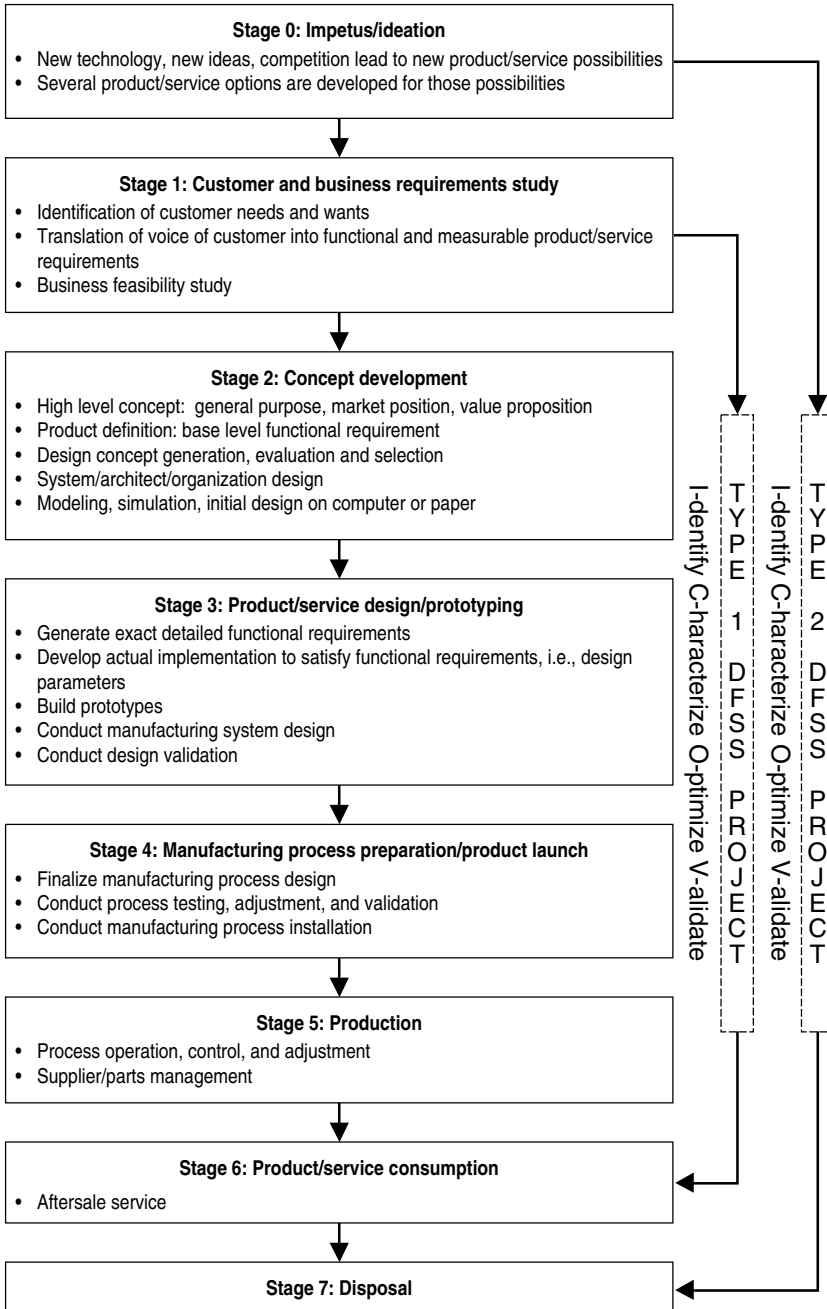 Stage 0: Impetus/ideation
• New technology, new ideas, competition lead to new product/service possibilities
• Several product/service options are developed for those possibilities
Stage 1: Customer and business requirements study
• Identification of customer needs and wants
• Translation of voice of customer into functional and measurable product/service
requirements
• Business feasibility study
Stage 2: Concept development
• High level concept: general purpose, market position, value proposition
• Product definition: base level functional requirement
• Design concept generation, evaluation and selection
• System/architect/organization design
• Modeling, simulation, initial design on computer or paper
Stage 3: Product/service design/prototyping
• Generate exact detailed functional requirements
• Develop actual implementation to satisfy functional requirements, i.e., design
parameters
• Build prototypes
• Conduct manufacturing system design
• Conduct design validation
Stage 4: Manufacturing process preparation/product launch
• Finalize manufacturing process design
• Conduct process testing, adjustment, and validation
• Conduct manufacturing process installation
Stage 5: Production
• Process operation, control, and adjustment
• Supplier/parts management
Stage 6: Product/service consumption
• Aftersale service
Stage 7: Disposal
I-dentify C-haracterize O-ptimize V-alidate
TYPE 1 DFSS PROJECT
I-dentify C-haracterize O-ptimize V-alidate
TYPE 2 DFSS PROJECT